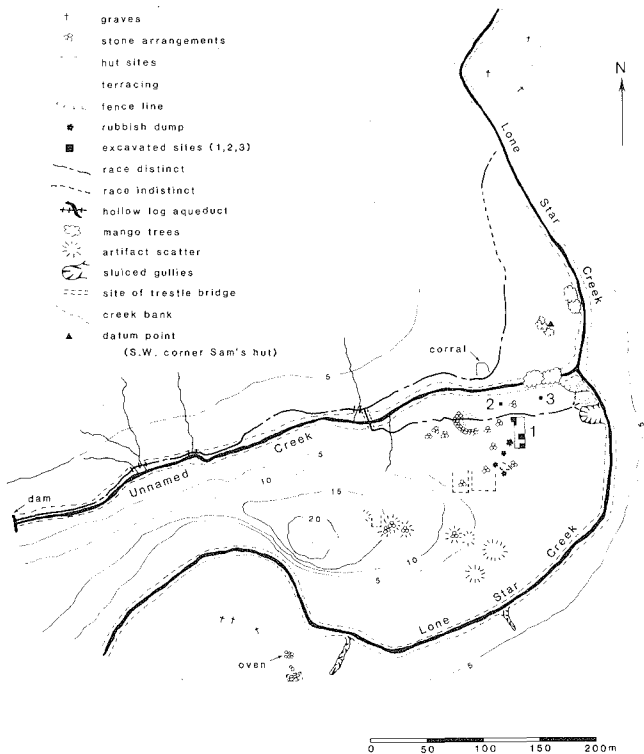 graves
stone arrangements
hut sites
terracing
fence line
rubbish dump
excavated sites (1,2,3)
race distinct
race indistinct
hollow log aqueduct
mango trees
artifact scatter
sluiced gullies
site of trestle bridge
creek bank
datum point
(S.W. corner Sam's hut)
N
Lone Star Creek
5
corral
2
3
1
5
Unnamed Creek
dam
10
15
20
10
5
Lone Star Creek
5
oven
0 50 100 150 200m